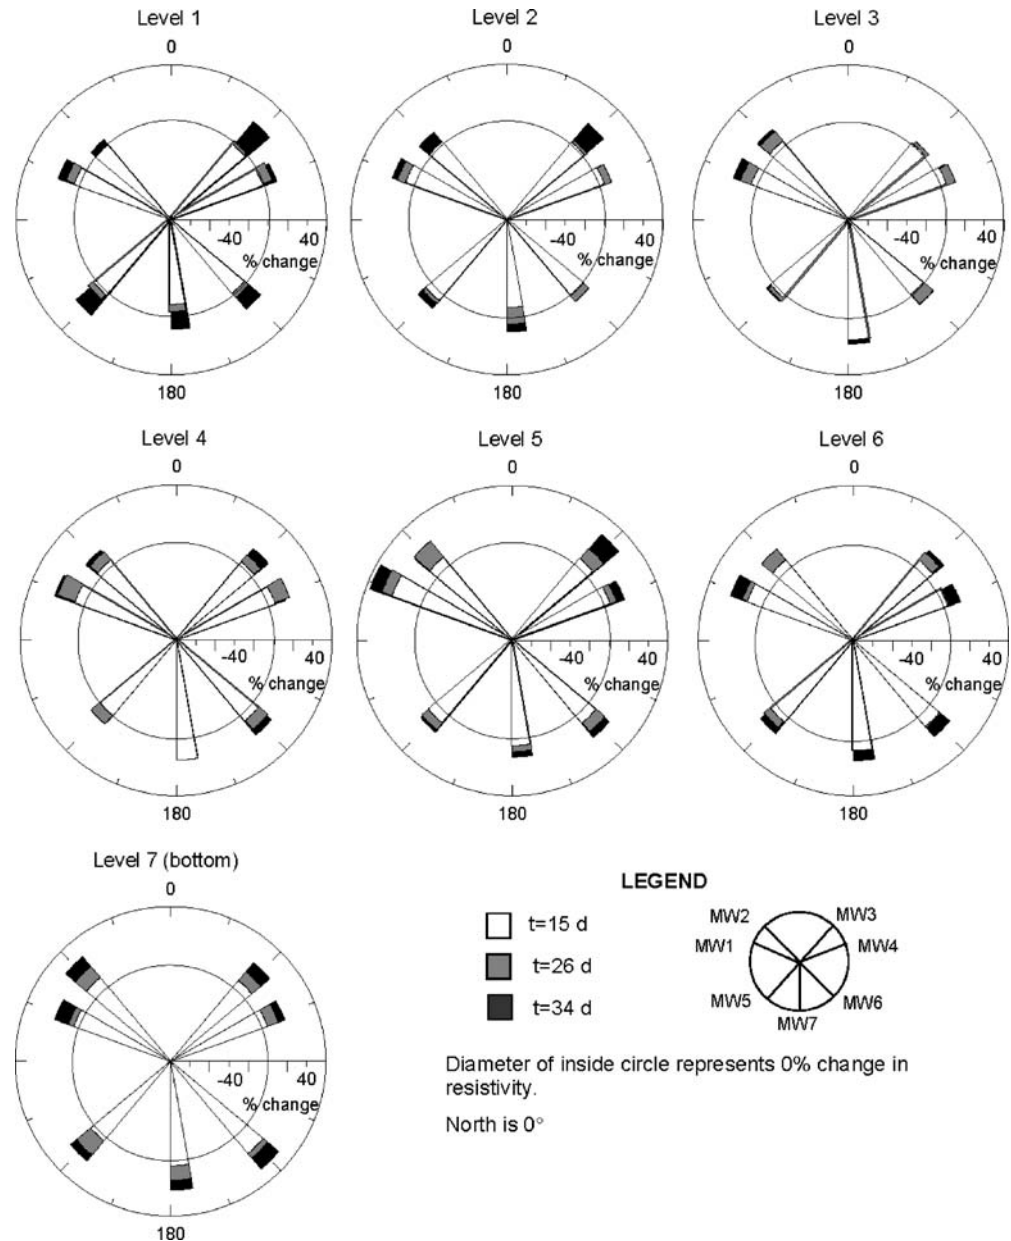 Level 1
Level 2
Level 3
0
0
0
-40 40
% change
-40 40
% change
-40 40
% change
180
180
180
Level 4
Level 5
Level 6
0
0
0
-40 40
% change
-40 40
% change
-40 40
% change
180
180
180
Level 7 (bottom)
0
-40 40
% change
180
LEGEND
t=15 d
t=26 d
t=34 d
MW2
MW3
MW1
MW4
MW5
MW6
MW7
Diameter of inside circle represents 0% change in
resistivity.
North is 0°